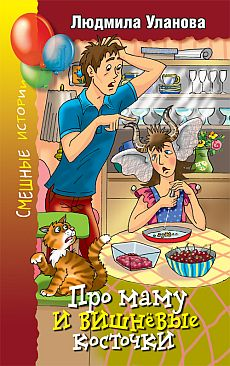 Людмила Уланова
Смешные истории
Про маму
и вишнёвые
косточки